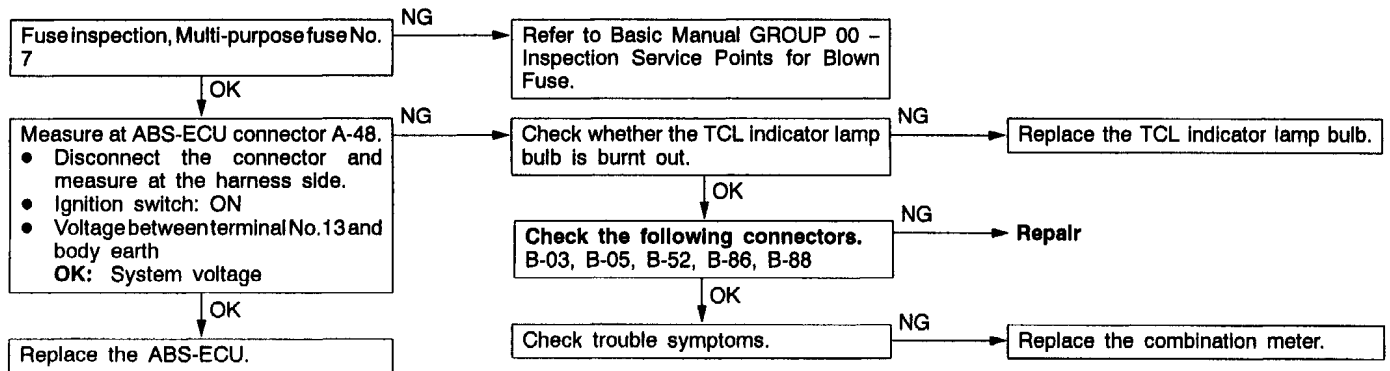 Fuse inspection, Multi-purpose fuse No.
7
NG
Refer to Basic Manual GROUP 00 –
Inspection Service Points for Blown
Fuse.
OK
Measure at ABS-ECU connector A-48.
● Disconnect the connector and
measure at the harness side.
● Ignition switch: ON
● Voltage between terminal No. 13 and
body earth
OK: System voltage
NG
Check whether the TCL indicator lamp
bulb is burnt out.
NG
Replace the TCL indicator lamp bulb.
OK
Check the following connectors.
B-03, B-05, B-52, B-86, B-88
NG
Repair
OK
Check trouble symptoms.
NG
Replace the combination meter.
OK
Replace the ABS-ECU.